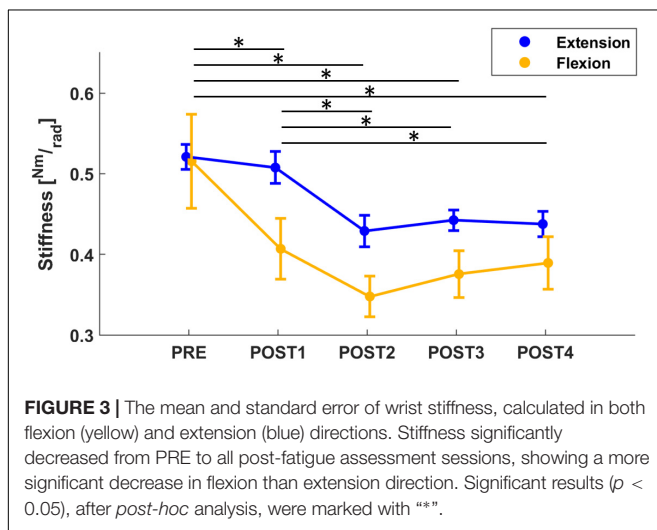 * Extension
* Flexion
*
*
* *
*
*
0.6
0.5
0.4
0.3
Stiffness [Nm/rad]
PRE POST1 POST2 POST3 POST4
FIGURE 3 | The mean and standard error of wrist stiffness, calculated in both
flexion (yellow) and extension (blue) directions. Stiffness significantly
decreased from PRE to all post-fatigue assessment sessions, showing a more
significant decrease in flexion than extension direction. Significant results (p <
0.05), after post-hoc analysis, were marked with “*”.